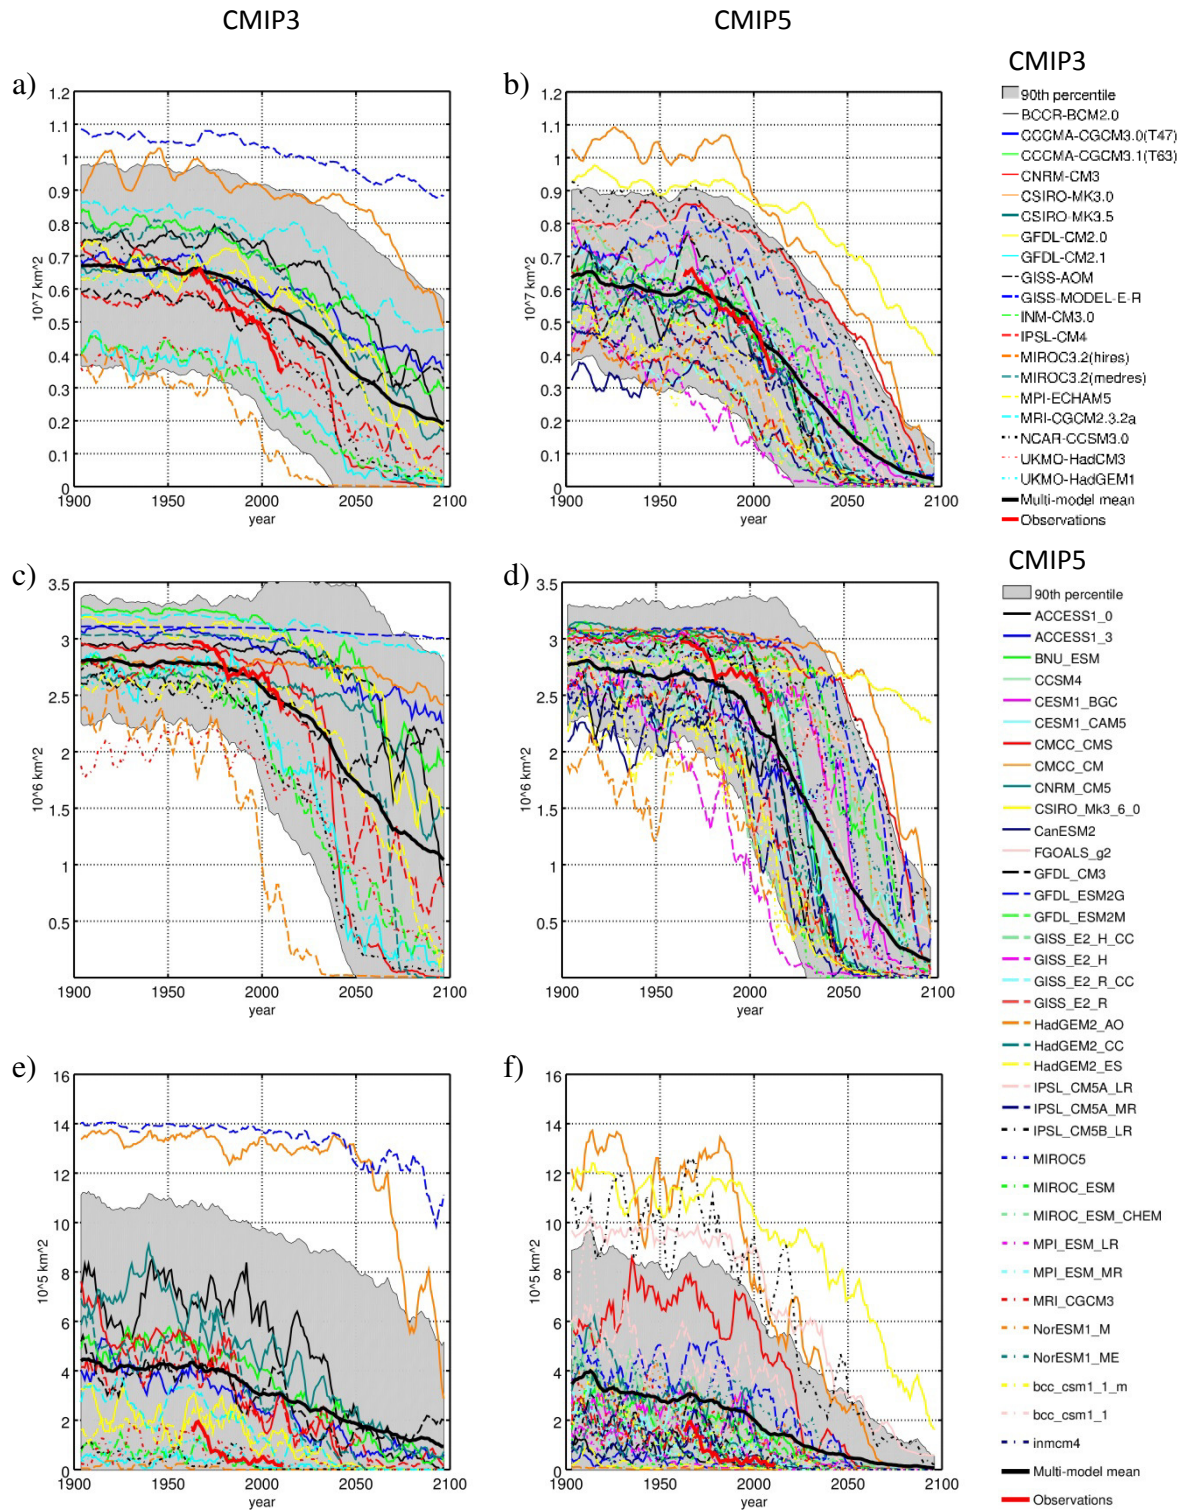 CMIP3
CMIP5
a)
1.2
1.1
1
0.9
0.8
0.7
0.6
0.5
0.4
0.3
0.2
0.1
0
10^7 km^2
1900
1950
2000
2050
2100
year
b)
1.2
1.1
1
0.9
0.8
0.7
0.6
0.5
0.4
0.3
0.2
0.1
0
10^7 km^2
1900
1950
2000
2050
2100
year
c)
3.5
3
2.5
2
1.5
1
0.5
10^6 km^2
1900
1950
2000
2050
2100
year
d)
3.5
3
2.5
2
1.5
1
0.5
10^6 km^2
1900
1950
2000
2050
2100
year
e)
16
14
12
10
8
6
4
2
0
10^5 km^2
1900
1950
2000
2050
2100
year
f)
16
14
12
10
8
6
4
2
0
10^5 km^2
1900
1950
2000
2050
2100
year
CMIP3
90th percentile
BCCR-BCM2.0
CCCMA-CGCM3.0(T47)
CCCMA-CGCM3.1(T63)
CNRM-CM3
CSIRO-MK3.0
CSIRO-MK3.5
GFDL-CM2.0
GFDL-CM2.1
GISS-AOM
GISS-MODEL-E-R
INM-CM3.0
IPSL-CM4
MIROC3.2(hires)
MIROC3.2(medres)
MPI-ECHAM5
MRI-CGCM2.3.2a
NCAR-CCSM3.0
UKMO-HadCM3
UKMO-HadGEM1
Multi-model mean
Observations
CMIP5
90th percentile
ACCESS1_0
ACCESS1_3
BNU_ESM
CCSM4
CESM1_BGC
CESM1_CAM5
CMCC_CMS
CMCC_CM
CNRM_CM5
CSIRO_Mk3_6_0
CanESM2
FGOALS_g2
GFDL_CM3
GFDL_ESM2G
GFDL_ESM2M
GISS_E2_H_CC
GISS_E2_H
GISS_E2_R_CC
GISS_E2_R
HadGEM2_AO
HadGEM2_CC
HadGEM2_ES
IPSL_CM5A_LR
IPSL_CM5A_MR
IPSL_CM5B_LR
MIROC5
MIROC_ESM
MIROC_ESM_CHEM
MPI_ESM_LR
MPI_ESM_MR
MRI_CGCM3
NorESM1_M
NorESM1_ME
bcc_csm1_1_m
bcc_csm1_1
inmcm4
Multi-model mean
Observations